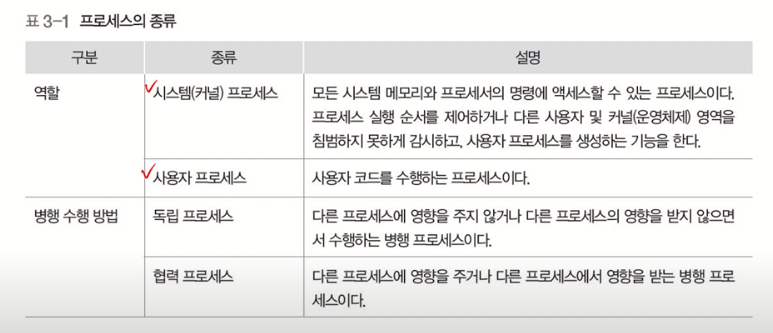 표 3-1 프로세스의 종류
구분 종류 설명
역할 시스템(커널) 프로세스 모든 시스템 메모리와 프로세서의 명령에 액세스할 수 있는 프로세스이다.
프로세스 실행 순서를 제어하거나 다른 사용자 및 커널(운영체제) 영역을
침범하지 못하게 감시하고, 사용자 프로세스를 생성하는 기능을 한다.
사용자 프로세스 사용자 코드를 수행하는 프로세스이다.
병행 수행 방법 독립 프로세스 다른 프로세스에 영향을 주지 않거나 다른 프로세스의 영향을 받지 않으면
서 수행하는 병행 프로세스이다.
협력 프로세스 다른 프로세스에 영향을 주거나 다른 프로세스에서 영향을 받는 병행 프로
세스이다.